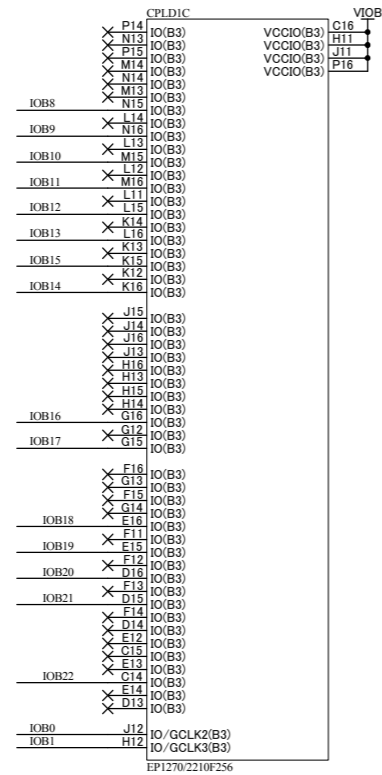 CPLD1C VIOB
P14 IO(B3) VCCIO(B3) C16
N13 IO(B3) VCCIO(B3) H11
P15 IO(B3) VCCIO(B3) J11
M14 IO(B3) VCCIO(B3) P16
N14 IO(B3)
M13 IO(B3)
IOB8 N15 IO(B3)
L14 IO(B3)
IOB9 N16 IO(B3)
L13 IO(B3)
IOB10 M15 IO(B3)
L12 IO(B3)
IOB11 M16 IO(B3)
L11 IO(B3)
IOB12 L15 IO(B3)
K14 IO(B3)
IOB13 L16 IO(B3)
K13 IO(B3)
IOB15 K15 IO(B3)
K12 IO(B3)
IOB14 K16 IO(B3)
J15 IO(B3)
J14 IO(B3)
J16 IO(B3)
J13 IO(B3)
H16 IO(B3)
H13 IO(B3)
H15 IO(B3)
H14 IO(B3)
IOB16 G16 IO(B3)
G12 IO(B3)
IOB17 G15 IO(B3)
F16 IO(B3)
G13 IO(B3)
F15 IO(B3)
G14 IO(B3)
IOB18 E16 IO(B3)
F11 IO(B3)
IOB19 E15 IO(B3)
F12 IO(B3)
IOB20 D16 IO(B3)
F13 IO(B3)
IOB21 D15 IO(B3)
F14 IO(B3)
D14 IO(B3)
E12 IO(B3)
C15 IO(B3)
E13 IO(B3)
IOB22 C14 IO(B3)
E14 IO(B3)
D13 IO(B3)
IOB0 J12 IO/GCLK2(B3)
IOB1 H12 IO/GCLK3(B3)
EP1270/2210F256